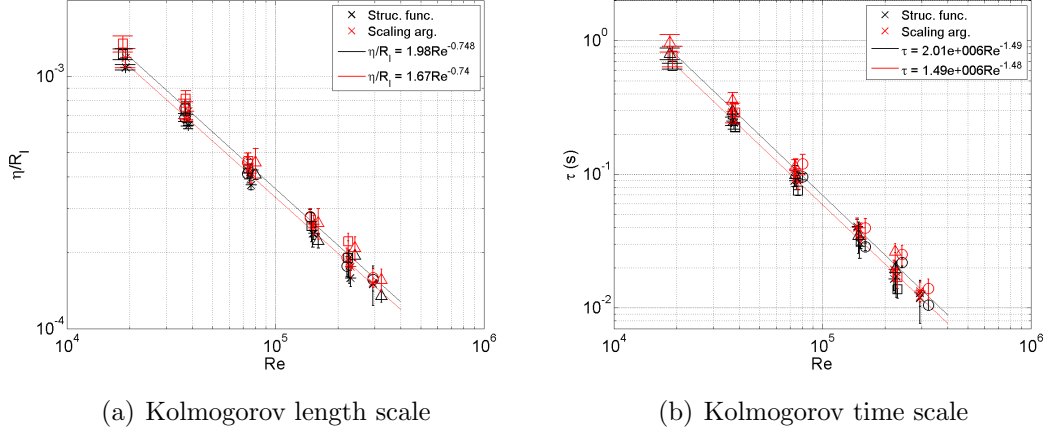 Struc. func.
Scaling arg.
η/R_l = 1.98Re^-0.748
η/R_l = 1.67Re^-0.74
10^-3
10^-4
η/R_l
10^4
10^5
10^6
Re
(a) Kolmogorov length scale
Struc. func.
Scaling arg.
τ = 2.01e+006Re^-1.49
τ = 1.49e+006Re^-1.48
10^0
10^-1
10^-2
τ (s)
10^4
10^5
10^6
Re
(b) Kolmogorov time scale